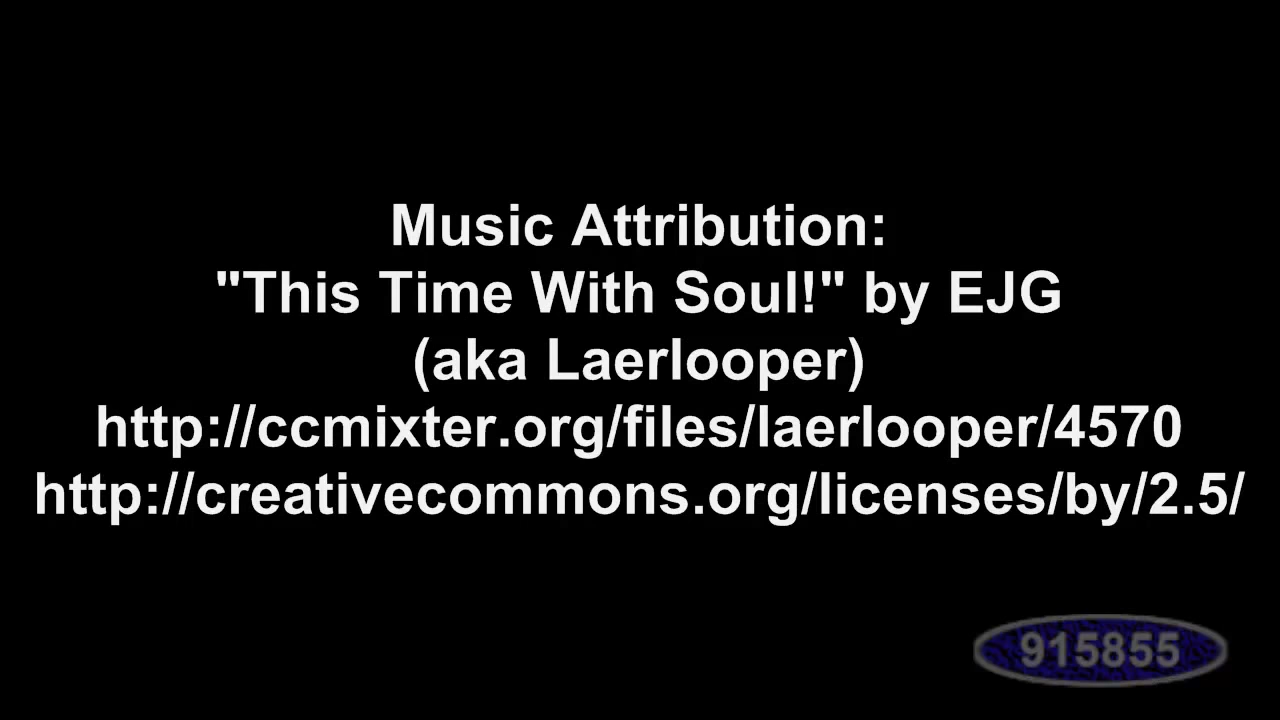 Music Attribution:
"This Time With Soul!" by EJG
(aka Laerlooper)
http://ccmixter.org/files/laerlooper/4570
http://creativecommons.org/licenses/by/2.5/
915855